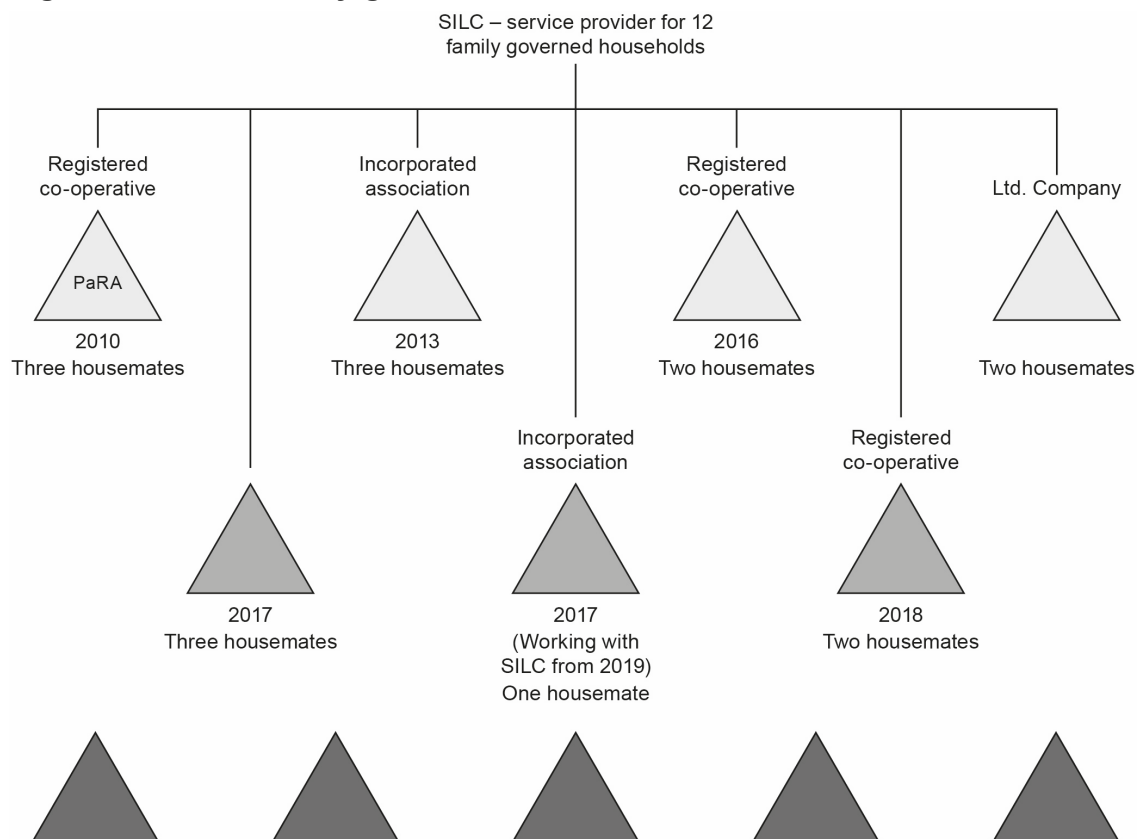 SILC – service provider for 12
family governed households
Registered
co-operative
PaRA
2010
Three housemates
Incorporated
association
2013
Three housemates
Registered
co-operative
2016
Two housemates
Ltd. Company
Two housemates
2017
Three housemates
Incorporated
association
2017
(Working with
SILC from 2019)
One housemate
Registered
co-operative
2018
Two housemates